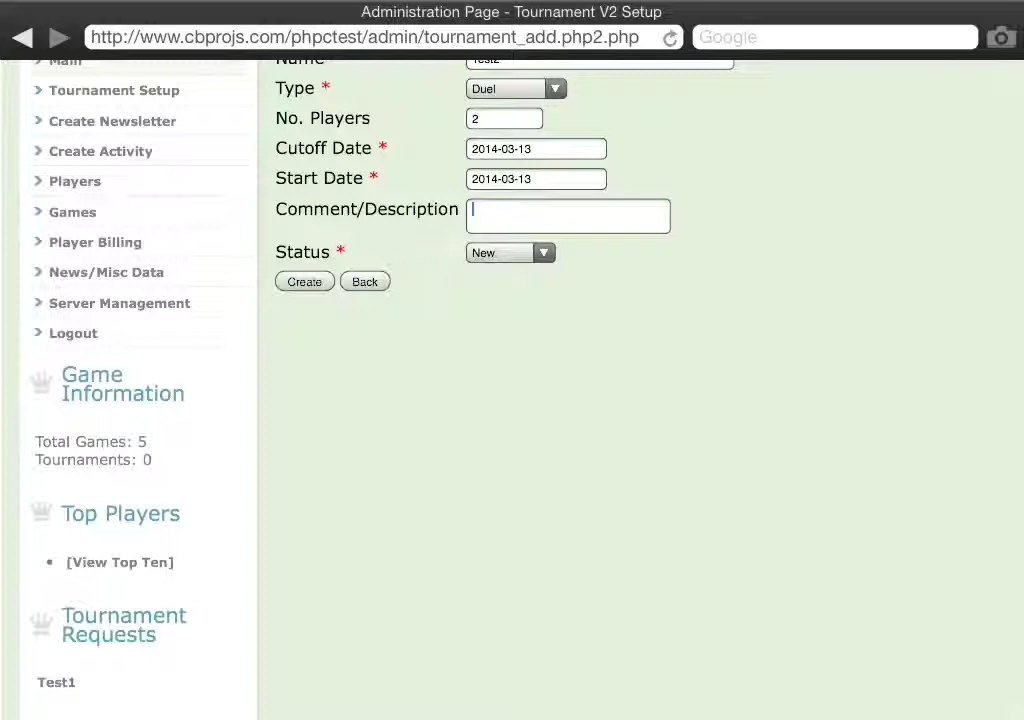 Administration Page - Tournament V2 Setup
http://www.cbprojs.com/phpctest/admin/tournament_add.php2.php
Google
Main
Tournament Setup
Create Newsletter
Create Activity
Players
Games
Player Billing
News/Misc Data
Server Management
Logout
Game
Information
Total Games: 5
Tournaments: 0
Top Players
[View Top Ten]
Tournament
Requests
Test1
Name Test2
Type * Duel
No. Players 2
Cutoff Date * 2014-03-13
Start Date * 2014-03-13
Comment/Description
Status * New
Create Back